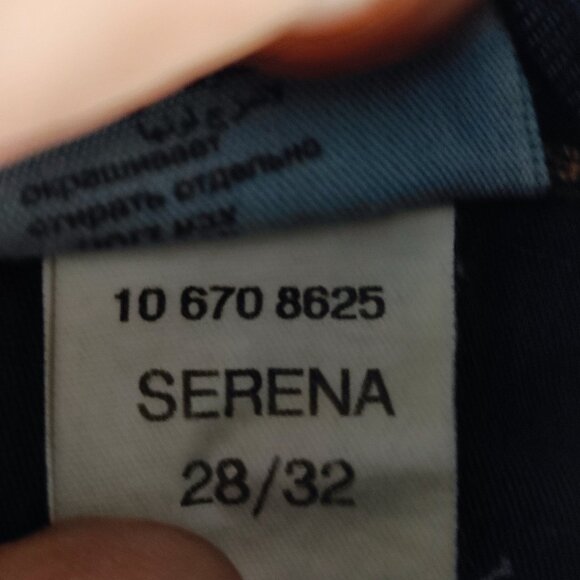 окрашивает
стирать отдельно
10 670 8625
SERENA
28/32